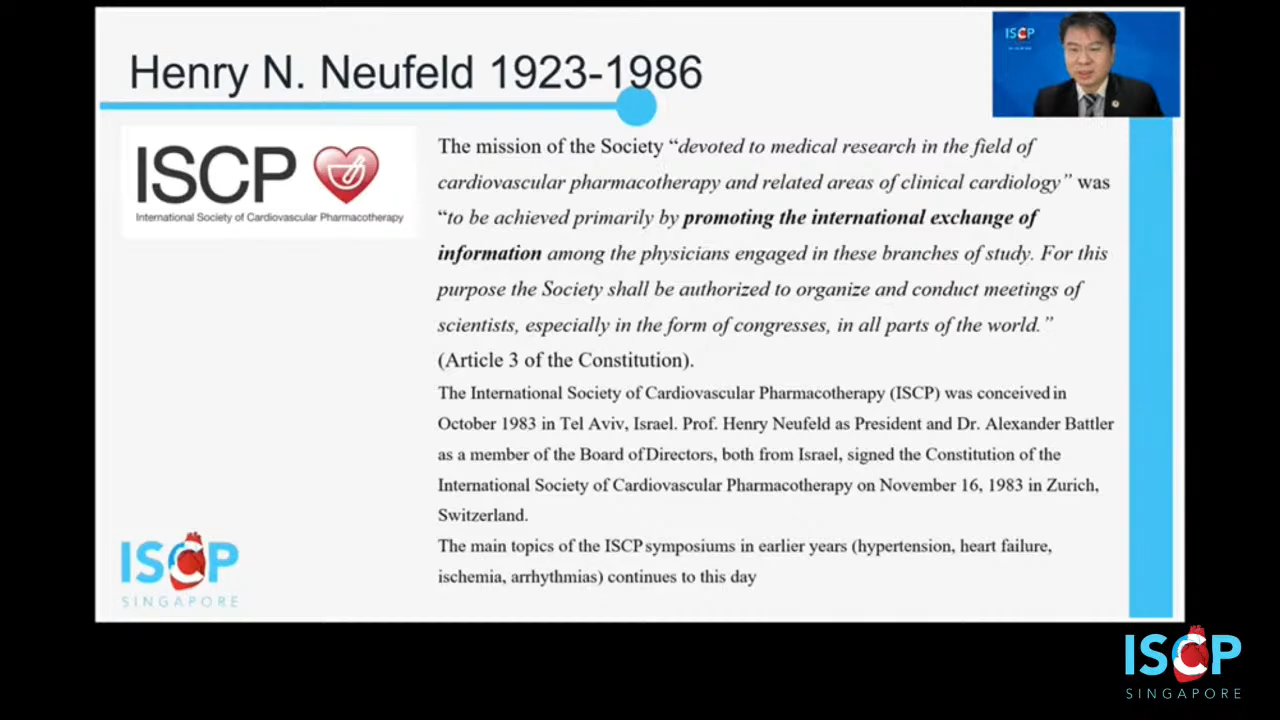 Henry N. Neufeld 1923-1986
ISCP
ISCP
International Society of Cardiovascular Pharmacotherapy
The mission of the Society “devoted to medical research in the field of
cardiovascular pharmacotherapy and related areas of clinical cardiology” was
“to be achieved primarily by promoting the international exchange of
information among the physicians engaged in these branches of study. For this
purpose the Society shall be authorized to organize and conduct meetings of
scientists, especially in the form of congresses, in all parts of the world.”
(Article 3 of the Constitution).
The International Society of Cardiovascular Pharmacotherapy (ISCP) was conceived in
October 1983 in Tel Aviv, Israel. Prof. Henry Neufeld as President and Dr. Alexander Battler
as a member of the Board of Directors, both from Israel, signed the Constitution of the
International Society of Cardiovascular Pharmacotherapy on November 16, 1983 in Zurich,
Switzerland.
The main topics of the ISCP symposiums in earlier years (hypertension, heart failure,
ischemia, arrhythmias) continues to this day
ISCP
SINGAPORE
ISCP
SINGAPORE